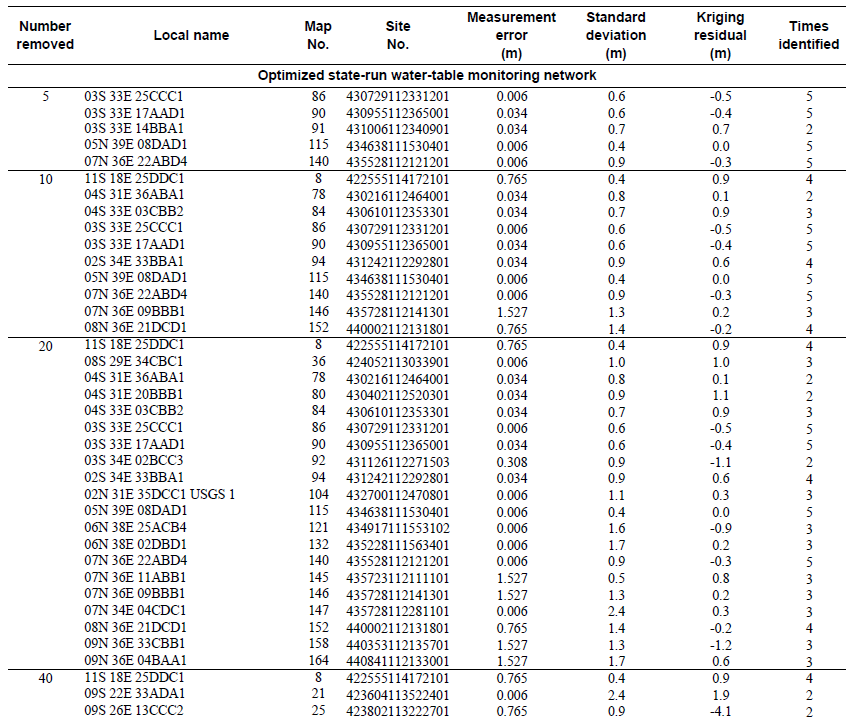 Number removed Local name Map No. Site No. Measurement error (m) Standard deviation (m) Kriging residual (m) Times identified
Optimized state-run water-table monitoring network
5 03S 33E 25CCC1 86 430729112331201 0.006 0.6 -0.5 5
03S 33E 17AAD1 90 430955112365001 0.034 0.6 -0.4 5
03S 33E 14BBA1 91 431006112340901 0.034 0.7 0.7 2
05N 39E 08DAD1 115 434638111530401 0.006 0.4 0.0 5
07N 36E 22ABD4 140 435528112121201 0.006 0.9 -0.3 5
10 11S 18E 25DDC1 8 422555114172101 0.765 0.4 0.9 4
04S 31E 36ABA1 78 430216112464001 0.034 0.8 0.1 2
04S 33E 03CBB2 84 430610112353301 0.034 0.7 0.9 3
03S 33E 25CCC1 86 430729112331201 0.006 0.6 -0.5 5
03S 33E 17AAD1 90 430955112365001 0.034 0.6 -0.4 5
02S 34E 33BBA1 94 431242112292801 0.034 0.9 0.6 4
05N 39E 08DAD1 115 434638111530401 0.006 0.4 0.0 5
07N 36E 22ABD4 140 435528112121201 0.006 0.9 -0.3 5
07N 36E 09BBB1 146 435728112141301 1.527 1.3 0.2 3
08N 36E 21DCD1 152 440002112131801 0.765 1.4 -0.2 4
20 11S 18E 25DDC1 8 422555114172101 0.765 0.4 0.9 4
08S 29E 34CBC1 36 424052113033901 0.006 1.0 1.0 3
04S 31E 36ABA1 78 430216112464001 0.034 0.8 0.1 2
04S 31E 20BBB1 80 430402112520301 0.034 0.9 1.1 2
04S 33E 03CBB2 84 430610112353301 0.034 0.7 0.9 3
03S 33E 25CCC1 86 430729112331201 0.006 0.6 -0.5 5
03S 33E 17AAD1 90 430955112365001 0.034 0.6 -0.4 5
03S 34E 02BCC3 92 431126112271503 0.308 0.9 -1.1 2
02S 34E 33BBA1 94 431242112292801 0.034 0.9 0.6 4
02N 31E 35DCC1 USGS 1 104 432700112470801 0.006 1.1 0.3 3
05N 39E 08DAD1 115 434638111530401 0.006 0.4 0.0 5
06N 38E 25ACB4 121 434917111553102 0.006 1.6 -0.9 3
06N 38E 02DBD1 132 435228111563401 0.006 1.7 0.2 3
07N 36E 22ABD4 140 435528112121201 0.006 0.9 -0.3 5
07N 36E 11ABB1 145 435723112111101 1.527 0.5 0.8 3
07N 36E 09BBB1 146 435728112141301 1.527 1.3 0.2 3
07N 34E 04CDC1 147 435728112281101 0.006 2.4 0.3 3
08N 36E 21DCD1 152 440002112131801 0.765 1.4 -0.2 4
09N 36E 33CBB1 158 440353112135701 1.527 1.3 -1.2 3
09N 36E 04BAA1 164 440841112133001 1.527 1.7 0.6 3
40 11S 18E 25DDC1 8 422555114172101 0.765 0.4 0.9 4
09S 22E 33ADA1 21 423604113522401 0.006 2.4 1.9 2
09S 26E 13CCC2 25 423802113222701 0.765 0.9 -4.1 2